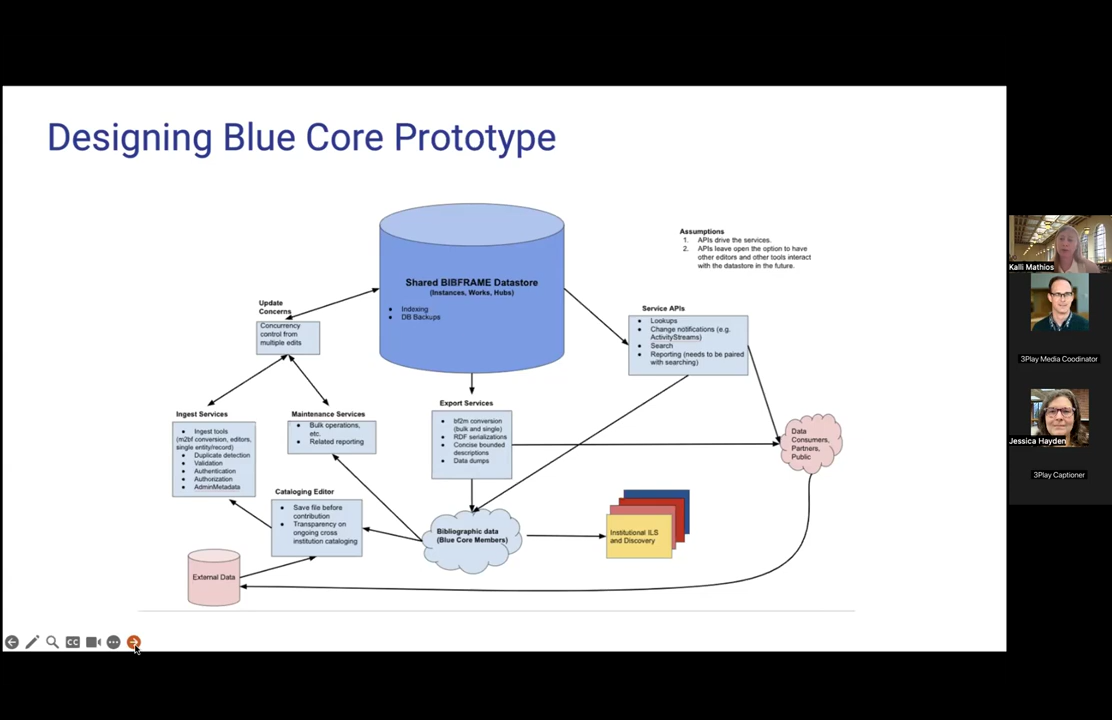 Designing Blue Core Prototype
Shared BIBFRAME Datastore
(Instances, Works, Hubs)
Indexing
DB Backups
Assumptions
1. APIs drive the services.
2. APIs leave open the option to have
other editors and other tools interact
with the datastore in the future.
Update
Concerns
Concurrency
control from
multiple edits
Service APIs
Lookups
Change notifications (e.g.
ActivityStreams)
Search
Reporting (needs to be paired
with searching)
Ingest Services
Ingest tools
(m2bf conversion, editors,
single entity/record)
Duplicate detection
Validation
Authentication
Authorization
AdminMetadata
Maintenance Services
Bulk operations,
etc.
Related reporting
Export Services
bf2m conversion
(bulk and single)
RDF serializations
Concise bounded
descriptions
Data dumps
Data
Consumers,
Partners,
Public
Cataloging Editor
Save file before
contribution
Transparency on
ongoing cross
institution cataloging
Bibliographic data
(Blue Core Members)
Institutional ILS
and Discovery
External Data
CC
Kalli Mathios
3Play Media Coodinator
Jessica Hayden
3Play Captioner